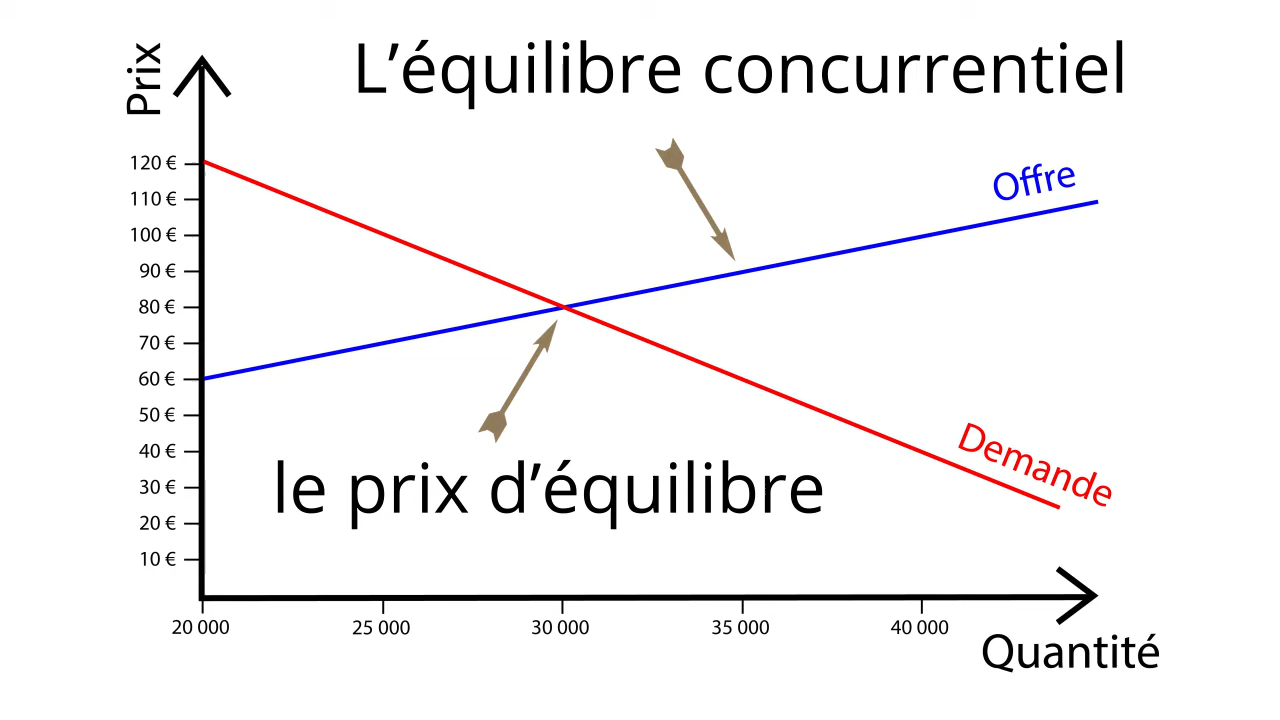 L’équilibre concurrentiel
Prix
120 €
110 €
100 €
90 €
80 €
70 €
60 €
50 €
40 €
30 €
20 €
10 €
Offre
Demande
le prix d’équilibre
20 000
25 000
30 000
35 000
40 000
Quantité